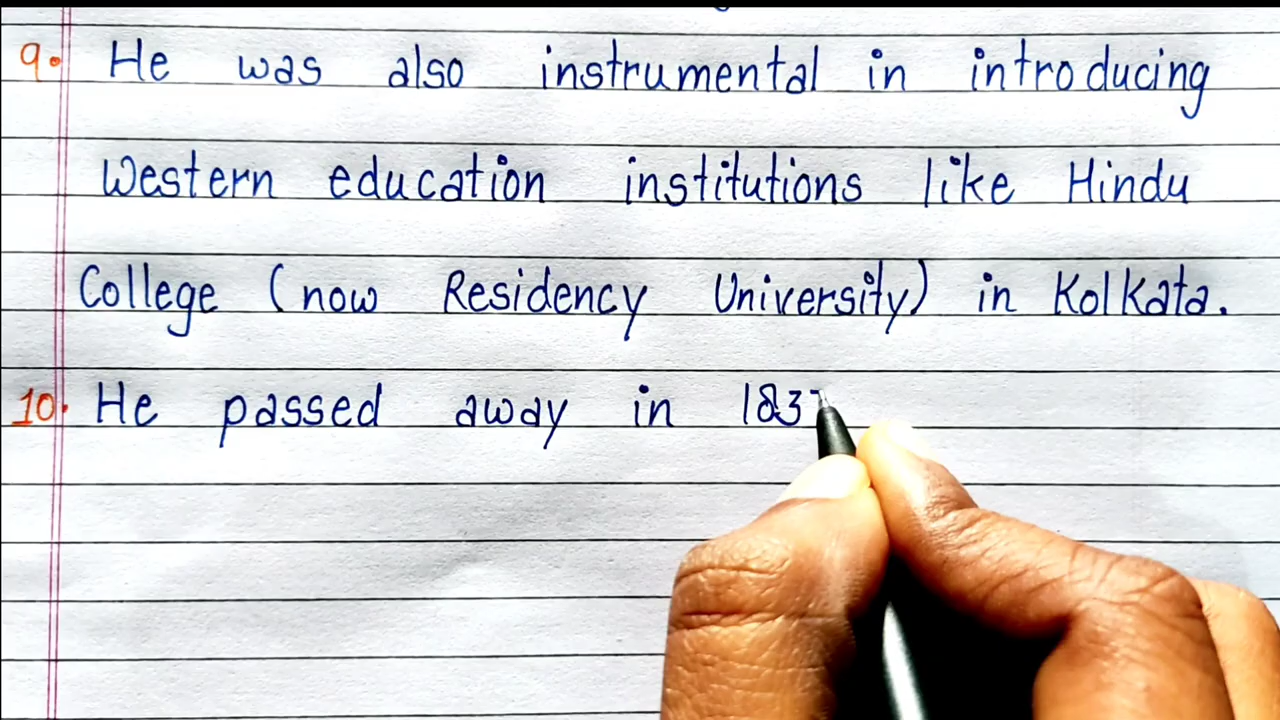 9. He was also instrumental in introducing
Western education institutions like Hindu
College (now Residency University) in Kolkata.
10. He passed away in 183